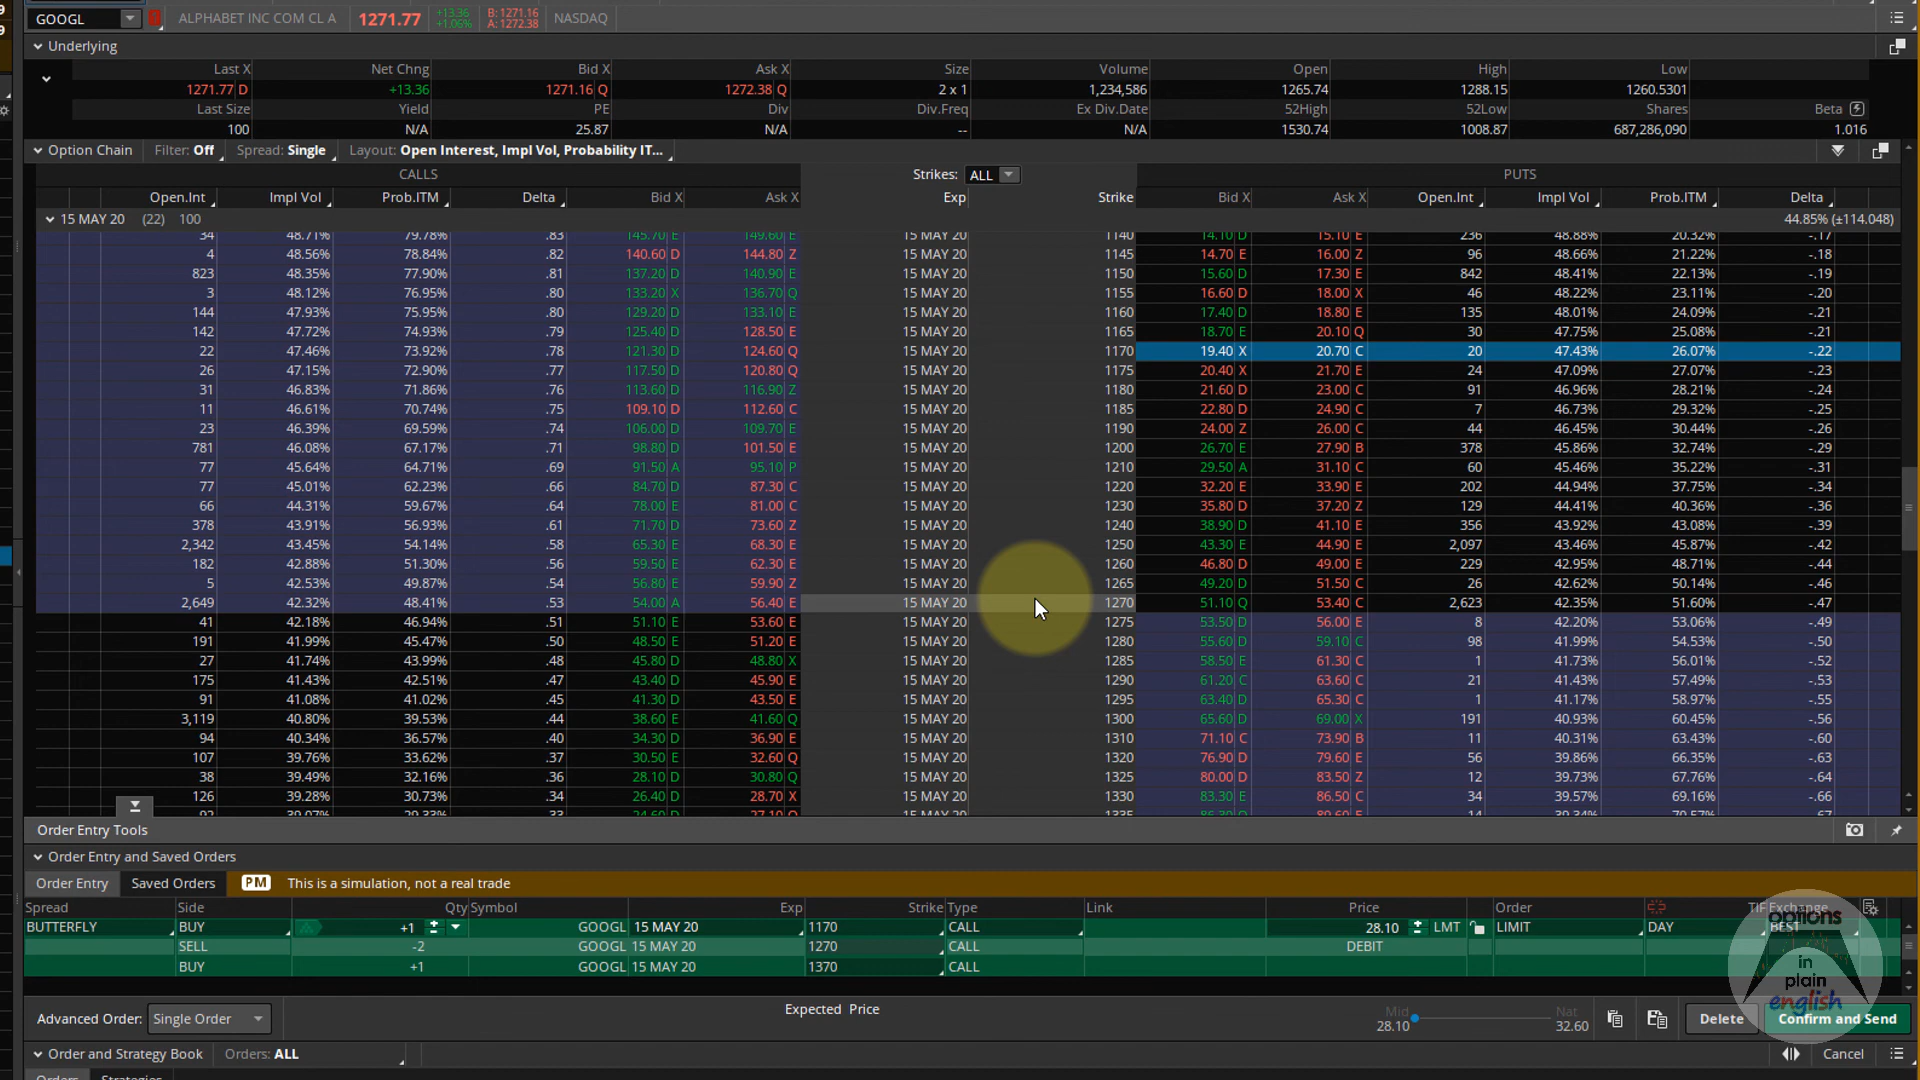 GOOGL ALPHABET INC COM CL A 1271.77 +13.36 +1.06% B: 1271.16 A: 1272.38 NASDAQ
Underlying
Last X Net Chng Bid X Ask X Size Volume Open High Low
1271.77 D +13.36 1271.16 Q 1272.38 Q 2 x 1 1,234,586 1265.74 1288.15 1260.5301
Last Size Yield PE Div Div.Freq Ex Div.Date 52High 52Low Shares Beta
100 N/A 25.87 N/A -- N/A 1530.74 1008.87 687,286,090 1.016
Option Chain Filter: Off Spread: Single Layout: Open Interest, Impl Vol, Probability IT...
CALLS Strikes: ALL PUTS
Open.Int Impl Vol Prob.ITM Delta Bid X Ask X Exp Strike Bid X Ask X Open.Int Impl Vol Prob.ITM Delta
15 MAY 20 (22) 100 44.85% (±114.048)
34 48.71% 79.78% .83 145.70 E 149.60 E 15 MAY 20 1140 14.10 D 15.10 E 236 48.88% 20.32% -.17
4 48.56% 78.84% .82 140.60 D 144.80 Z 15 MAY 20 1145 14.70 E 16.00 Z 96 48.66% 21.22% -.18
823 48.35% 77.90% .81 137.20 D 140.90 E 15 MAY 20 1150 15.60 D 17.30 E 842 48.41% 22.13% -.19
3 48.12% 76.95% .80 133.20 X 136.70 Q 15 MAY 20 1155 16.60 D 18.00 X 46 48.22% 23.11% -.20
144 47.93% 75.95% .80 129.20 D 133.10 E 15 MAY 20 1160 17.40 D 18.80 E 135 48.01% 24.09% -.21
142 47.72% 74.93% .79 125.40 D 128.50 E 15 MAY 20 1165 18.70 E 20.10 Q 30 47.75% 25.08% -.21
22 47.46% 73.92% .78 121.30 D 124.60 Q 15 MAY 20 1170 19.40 X 20.70 C 20 47.43% 26.07% -.22
26 47.15% 72.90% .77 117.50 D 120.80 Q 15 MAY 20 1175 20.40 X 21.70 E 24 47.09% 27.07% -.23
31 46.83% 71.86% .76 113.60 D 116.90 Z 15 MAY 20 1180 21.60 D 23.00 C 91 46.96% 28.21% -.24
11 46.61% 70.74% .75 109.10 D 112.60 C 15 MAY 20 1185 22.80 D 24.90 C 7 46.73% 29.32% -.25
23 46.39% 69.59% .74 106.00 D 109.70 E 15 MAY 20 1190 24.00 Z 26.00 C 44 46.45% 30.44% -.26
781 46.08% 67.17% .71 98.80 D 101.50 E 15 MAY 20 1200 26.70 E 27.90 B 378 45.86% 32.74% -.29
77 45.64% 64.71% .69 91.50 A 95.10 P 15 MAY 20 1210 29.50 A 31.10 C 60 45.46% 35.22% -.31
77 45.01% 62.23% .66 84.70 D 87.30 C 15 MAY 20 1220 32.20 E 33.90 E 202 44.94% 37.75% -.34
66 44.31% 59.67% .64 78.00 E 81.00 C 15 MAY 20 1230 35.80 D 37.20 Z 129 44.41% 40.36% -.36
378 43.91% 56.93% .61 71.70 D 73.60 Z 15 MAY 20 1240 38.90 D 41.10 E 356 43.92% 43.08% -.39
2,342 43.45% 54.14% .58 65.30 E 68.30 E 15 MAY 20 1250 43.30 E 44.90 E 2,097 43.46% 45.87% -.42
182 42.88% 51.30% .56 59.50 E 62.30 E 15 MAY 20 1260 46.80 D 49.00 E 229 42.95% 48.71% -.44
5 42.53% 49.87% .54 56.80 E 59.90 Z 15 MAY 20 1265 49.20 D 51.50 C 26 42.62% 50.14% -.46
2,649 42.32% 48.41% .53 54.00 A 56.40 E 15 MAY 20 1270 51.10 Q 53.40 C 2,623 42.35% 51.60% -.47
41 42.18% 46.94% .51 51.10 E 53.60 E 15 MAY 20 1275 53.50 D 56.00 E 8 42.20% 53.06% -.49
191 41.99% 45.47% .50 48.50 E 51.20 E 15 MAY 20 1280 55.60 D 59.10 C 98 41.99% 54.53% -.50
27 41.74% 43.99% .48 45.80 D 48.80 X 15 MAY 20 1285 58.50 E 61.30 C 1 41.73% 56.01% -.52
175 41.43% 42.51% .47 43.40 D 45.90 E 15 MAY 20 1290 61.20 C 63.60 C 21 41.43% 57.49% -.53
91 41.08% 41.02% .45 41.30 D 43.50 E 15 MAY 20 1295 63.40 D 65.30 C 1 41.17% 58.97% -.55
3,119 40.80% 39.53% .44 38.60 E 41.60 Q 15 MAY 20 1300 65.60 D 69.00 X 191 40.93% 60.45% -.56
94 40.34% 36.57% .40 34.30 D 36.90 E 15 MAY 20 1310 71.10 C 73.90 B 11 40.31% 63.43% -.60
107 39.76% 33.62% .37 30.50 E 32.60 Q 15 MAY 20 1320 76.90 D 79.60 E 56 39.86% 66.35% -.63
38 39.49% 32.16% .36 28.10 D 30.80 Q 15 MAY 20 1325 80.00 D 83.50 Z 12 39.73% 67.76% -.64
126 39.28% 30.73% .34 26.40 D 28.70 X 15 MAY 20 1330 83.30 E 86.50 C 34 39.57% 69.16% -.66
Order Entry Tools
Order Entry and Saved Orders
Order Entry Saved Orders PM This is a simulation, not a real trade
Spread Side Qty Symbol Exp Strike Type Link Price Order TIF Exchange
BUTTERFLY BUY +1 GOOGL 15 MAY 20 1170 CALL 28.10 LMT LIMIT DAY BEST
SELL -2 GOOGL 15 MAY 20 1270 CALL DEBIT
BUY +1 GOOGL 15 MAY 20 1370 CALL
options
in
plain
english
Expected Price
Advanced Order: Single Order Mid 28.10 Nat 32.60 Delete Confirm and Send
Order and Strategy Book Orders: ALL Cancel